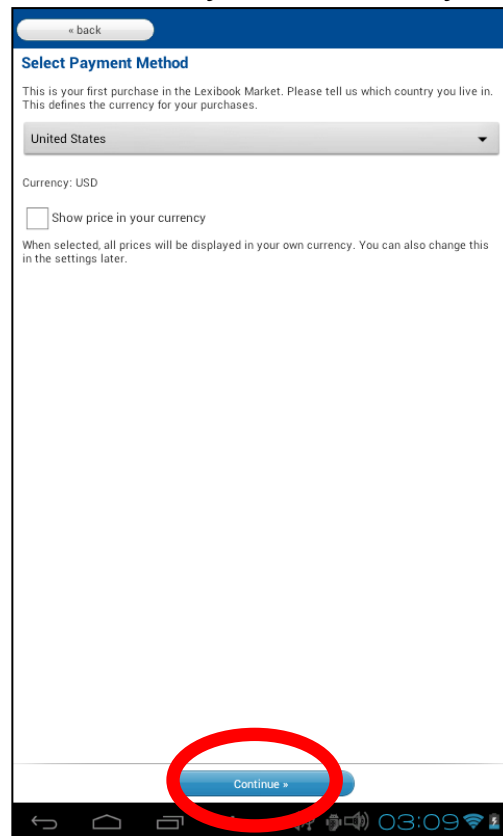 « back
Select Payment Method
This is your first purchase in the Lexibook Market. Please tell us which country you live in.
This defines the currency for your purchases.
United States
Currency: USD
Show price in your currency
When selected, all prices will be displayed in your own currency. You can also change this
in the settings later.
Continue »
03:09